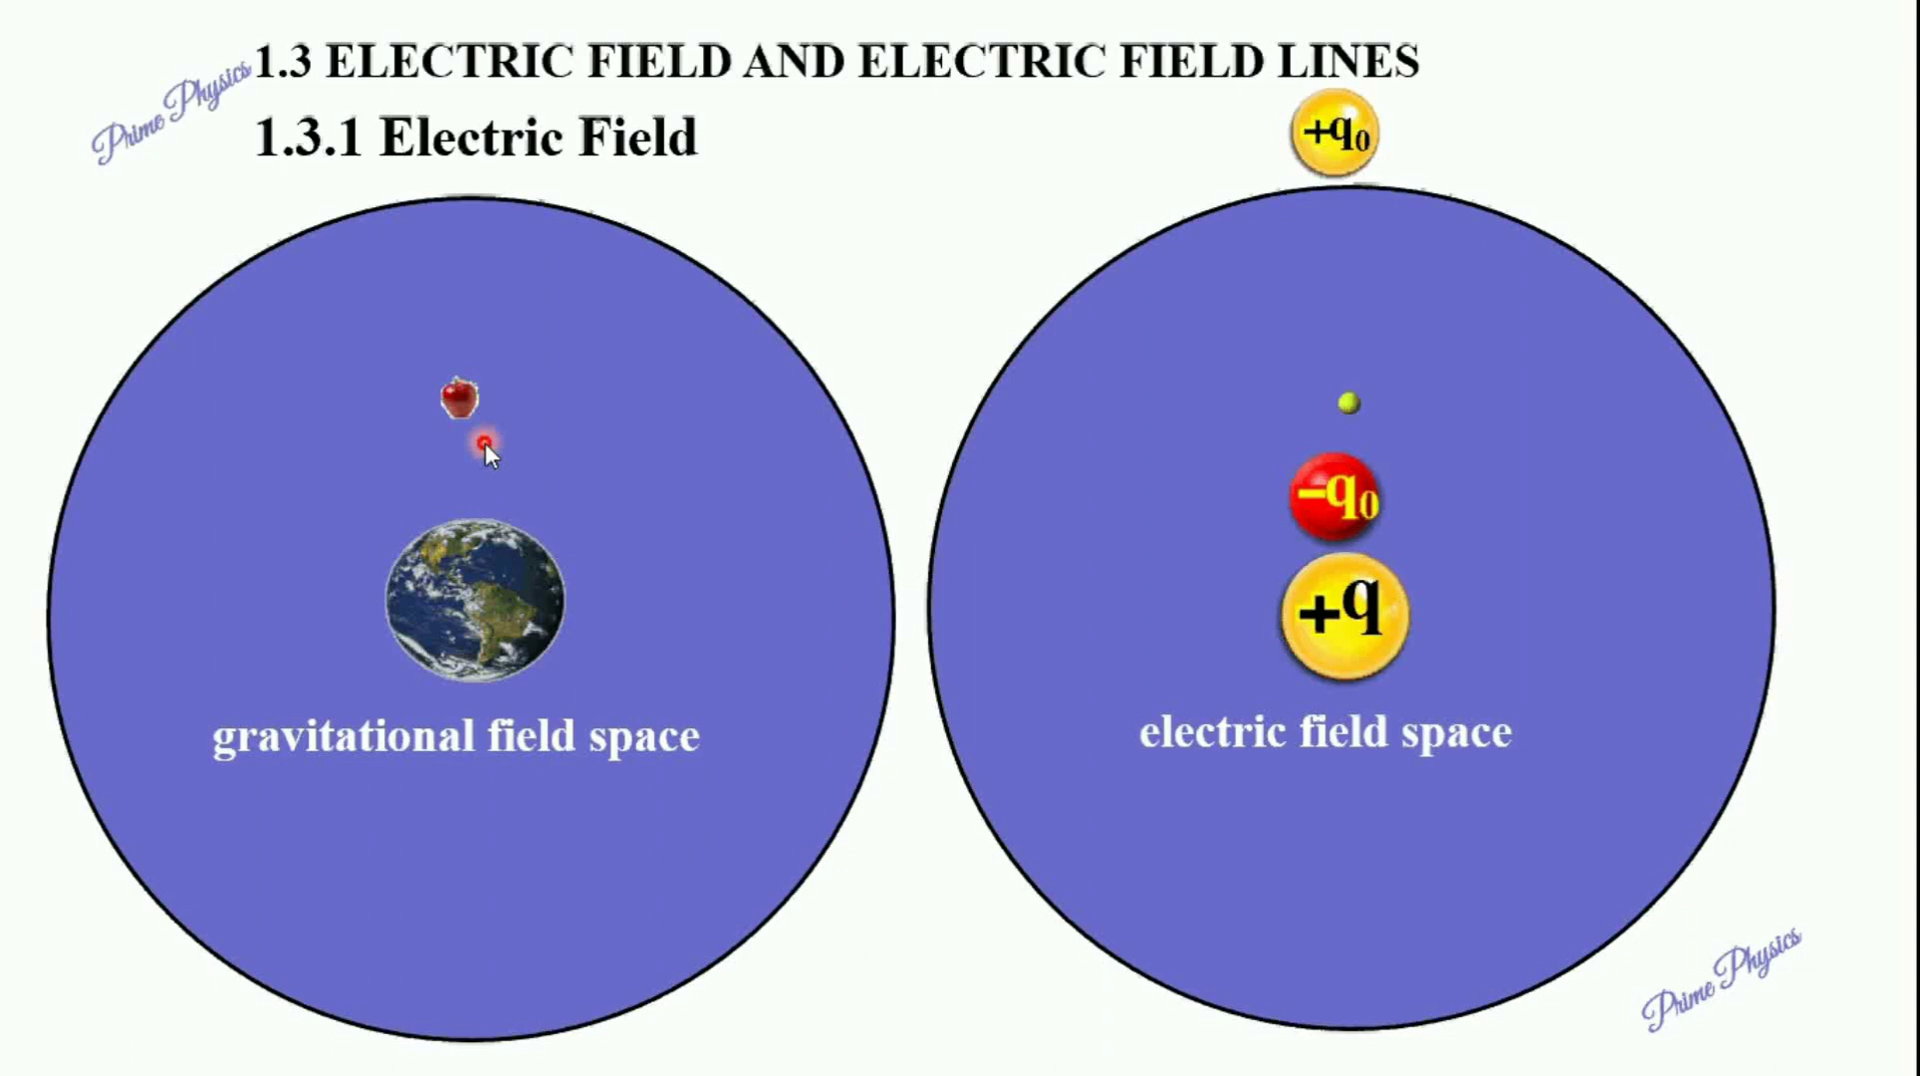 Prime Physics
1.3 ELECTRIC FIELD AND ELECTRIC FIELD LINES
1.3.1 Electric Field
+q₀
−q₀
+q
gravitational field space
electric field space
Prime Physics